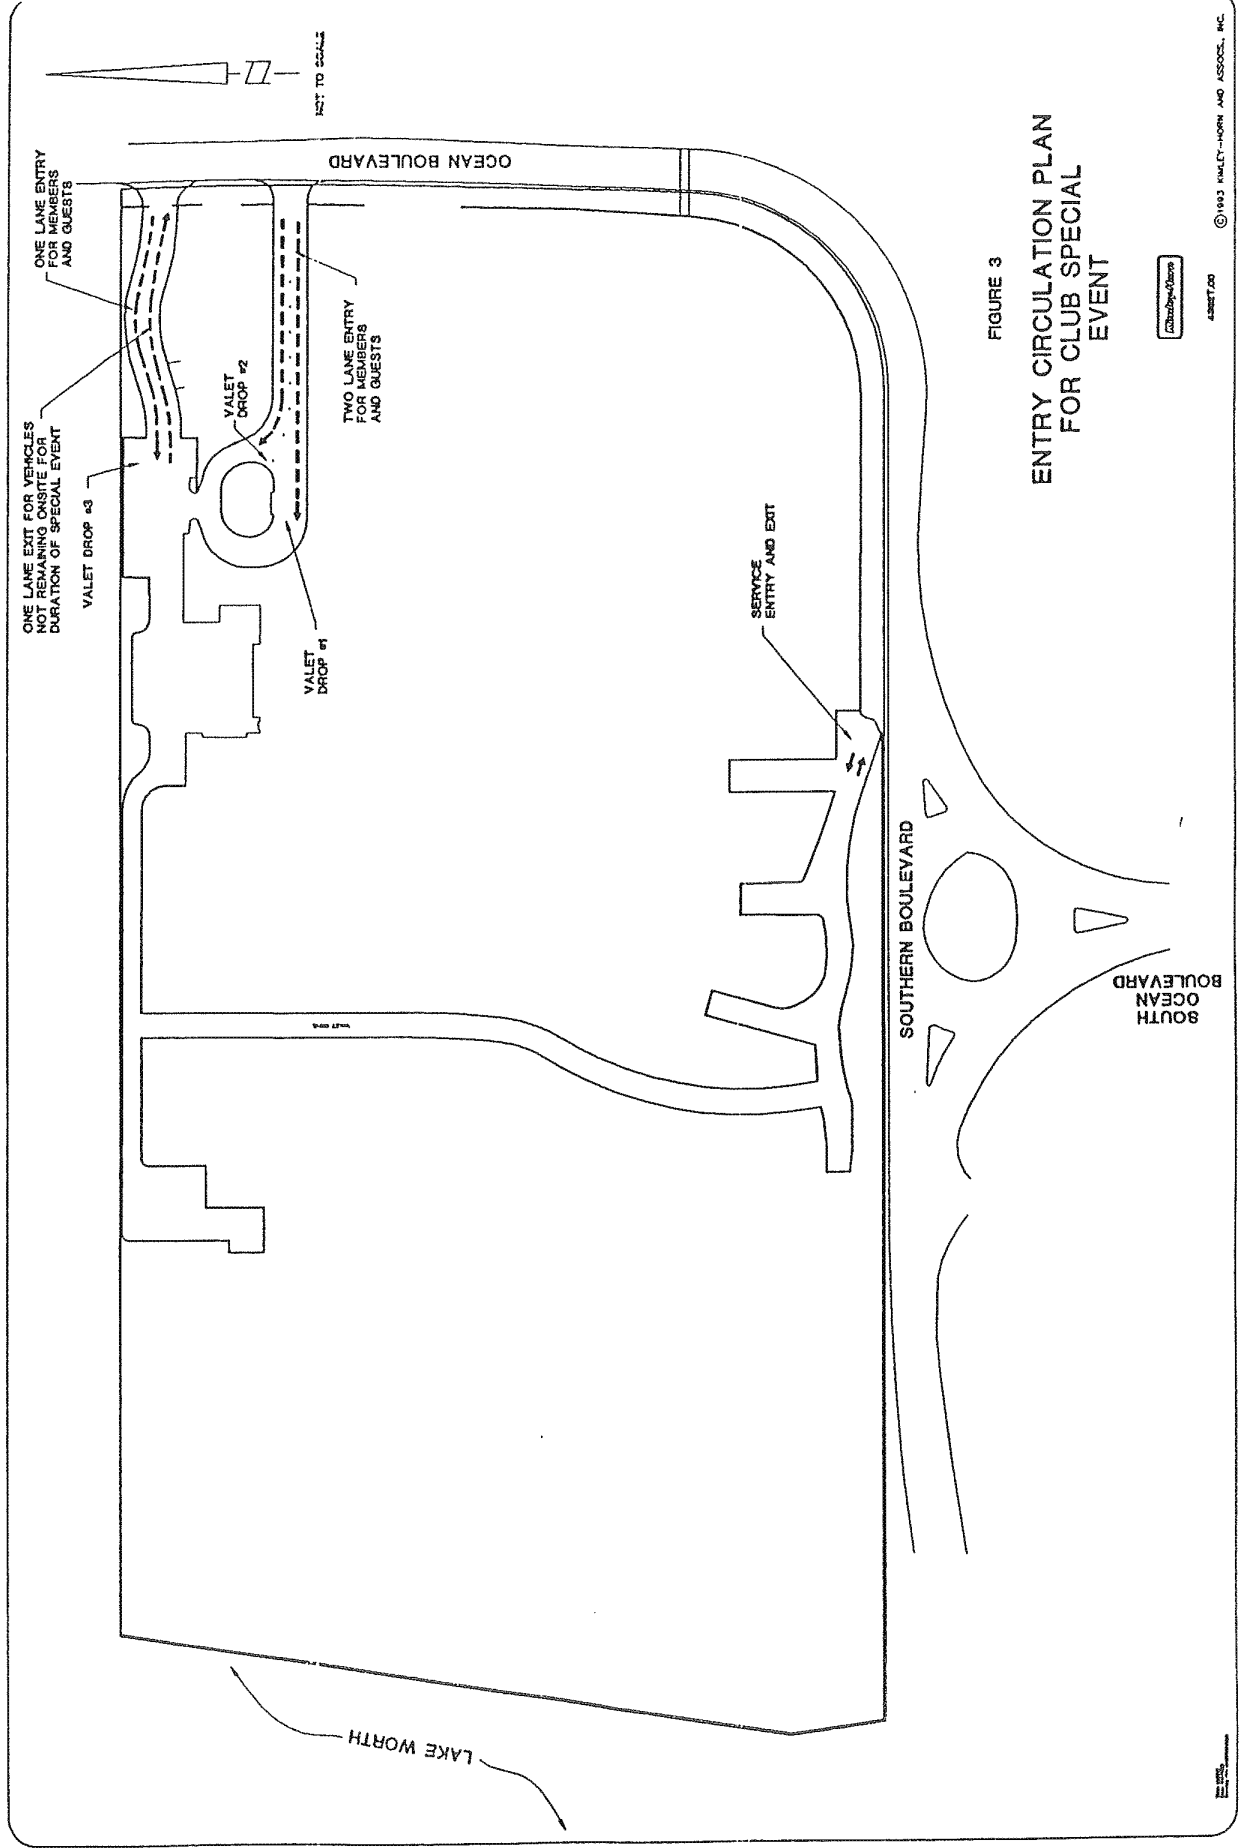 ONE LANE EXIT FOR VEHICLES
NOT REMAINING ONSITE FOR
DURATION OF SPECIAL EVENT
VALET DROP #3
ONE LANE ENTRY
FOR MEMBERS
AND GUESTS
NOT TO SCALE
OCEAN BOULEVARD
VALET
DROP #2
TWO LANE ENTRY
FOR MEMBERS
AND GUESTS
VALET
DROP #1
SERVICE
ENTRY AND EXIT
SOUTHERN BOULEVARD
SOUTH
OCEAN
BOULEVARD
LAKE WORTH
FIGURE 3
ENTRY CIRCULATION PLAN
FOR CLUB SPECIAL
EVENT
Kimley-Horn
©1993 KIMLEY-HORN AND ASSOCS., INC.